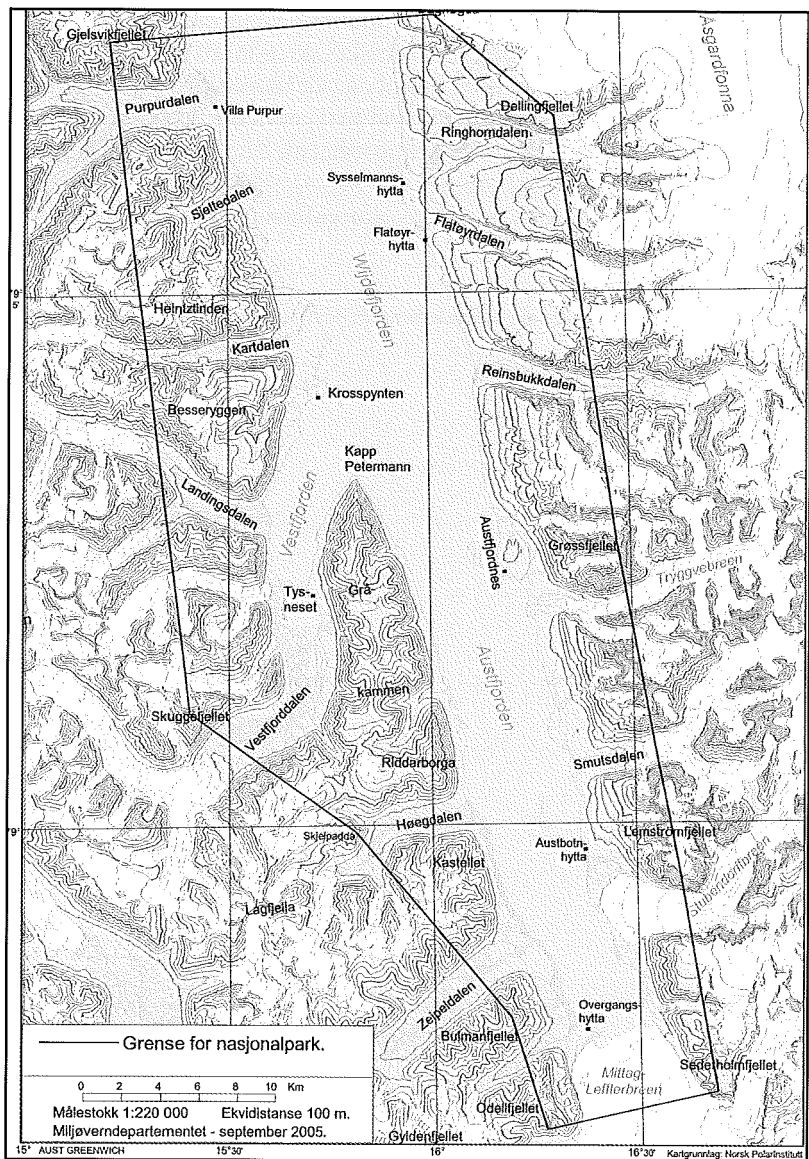 Gjelsvikfjellet
Åsgardfonna
Purpurdalen
Villa Purpur
Dellingfjellet
Ringhorndalen
Sysselmanns-
hytta
Sjettedalen
Flatøyrdalen
Flatøyr-
hytta
Wijdefjorden
Heintztinden
Kartdalen
Reinsbukkdalen
Krosspynten
Besseryggen
Kapp
Petermann
Landingsdalen
Vestfjorden
Austfjordnes
Grøssfjellet
Tryggvebreen
Tys-
neset
Grå
kammen
Austfjorden
Skuggefjellet
Vestfjorddalen
Riddarborga
Smutsdalen
Høegdalen
Skjelpadda
Lemströmfjellet
Austbotn-
hytta
Kastellet
Stubendorffbreen
Lagfjella
Zeipeldalen
Overgangs-
hytta
Bulmanfjellet
Mittag-
Lefflerbreen
Sederholmfjellet
Odellfjellet
Gyldenfjellet
Grense for nasjonalpark.
0 2 4 6 8 10 Km
Målestokk 1:220 000 Ekvidistanse 100 m.
Miljøverndepartementet - september 2005.
15° AUST GREENWICH 15°30' 16° 16°30' Kartgrunnlag: Norsk Polarinstitutt